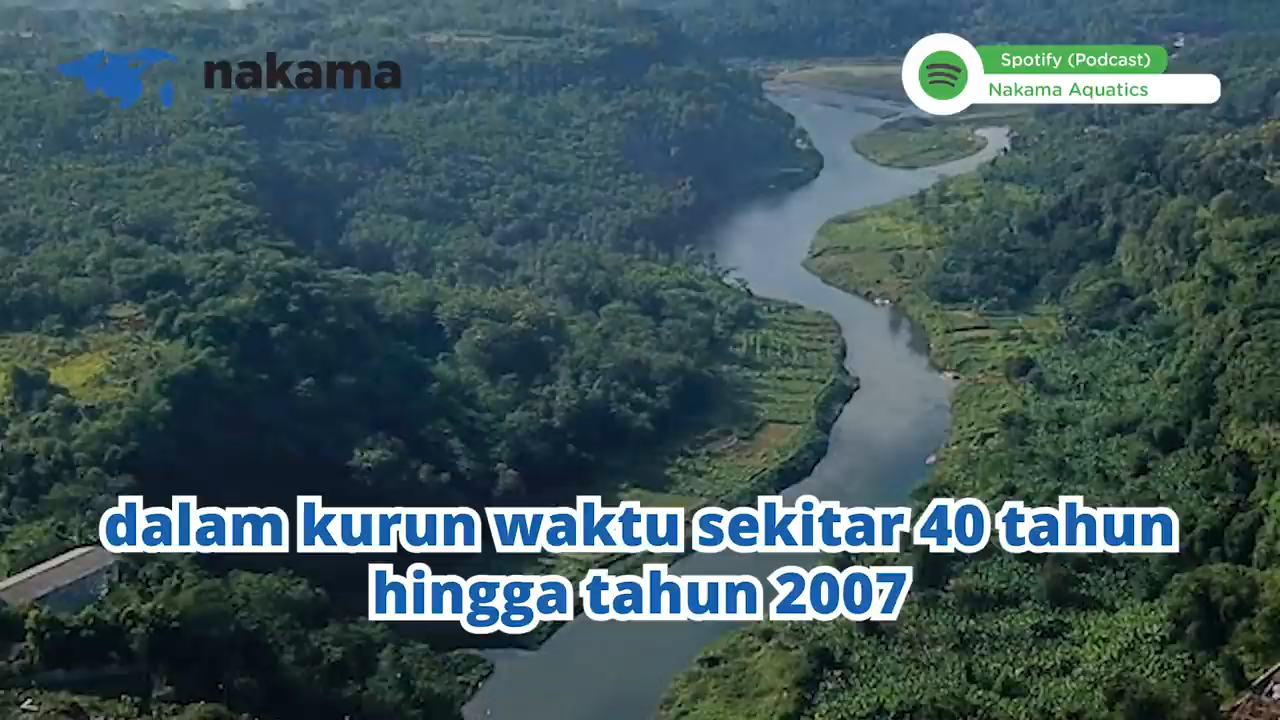 nakama
Spotify (Podcast)
Nakama Aquatics
dalam kurun waktu sekitar 40 tahun
hingga tahun 2007